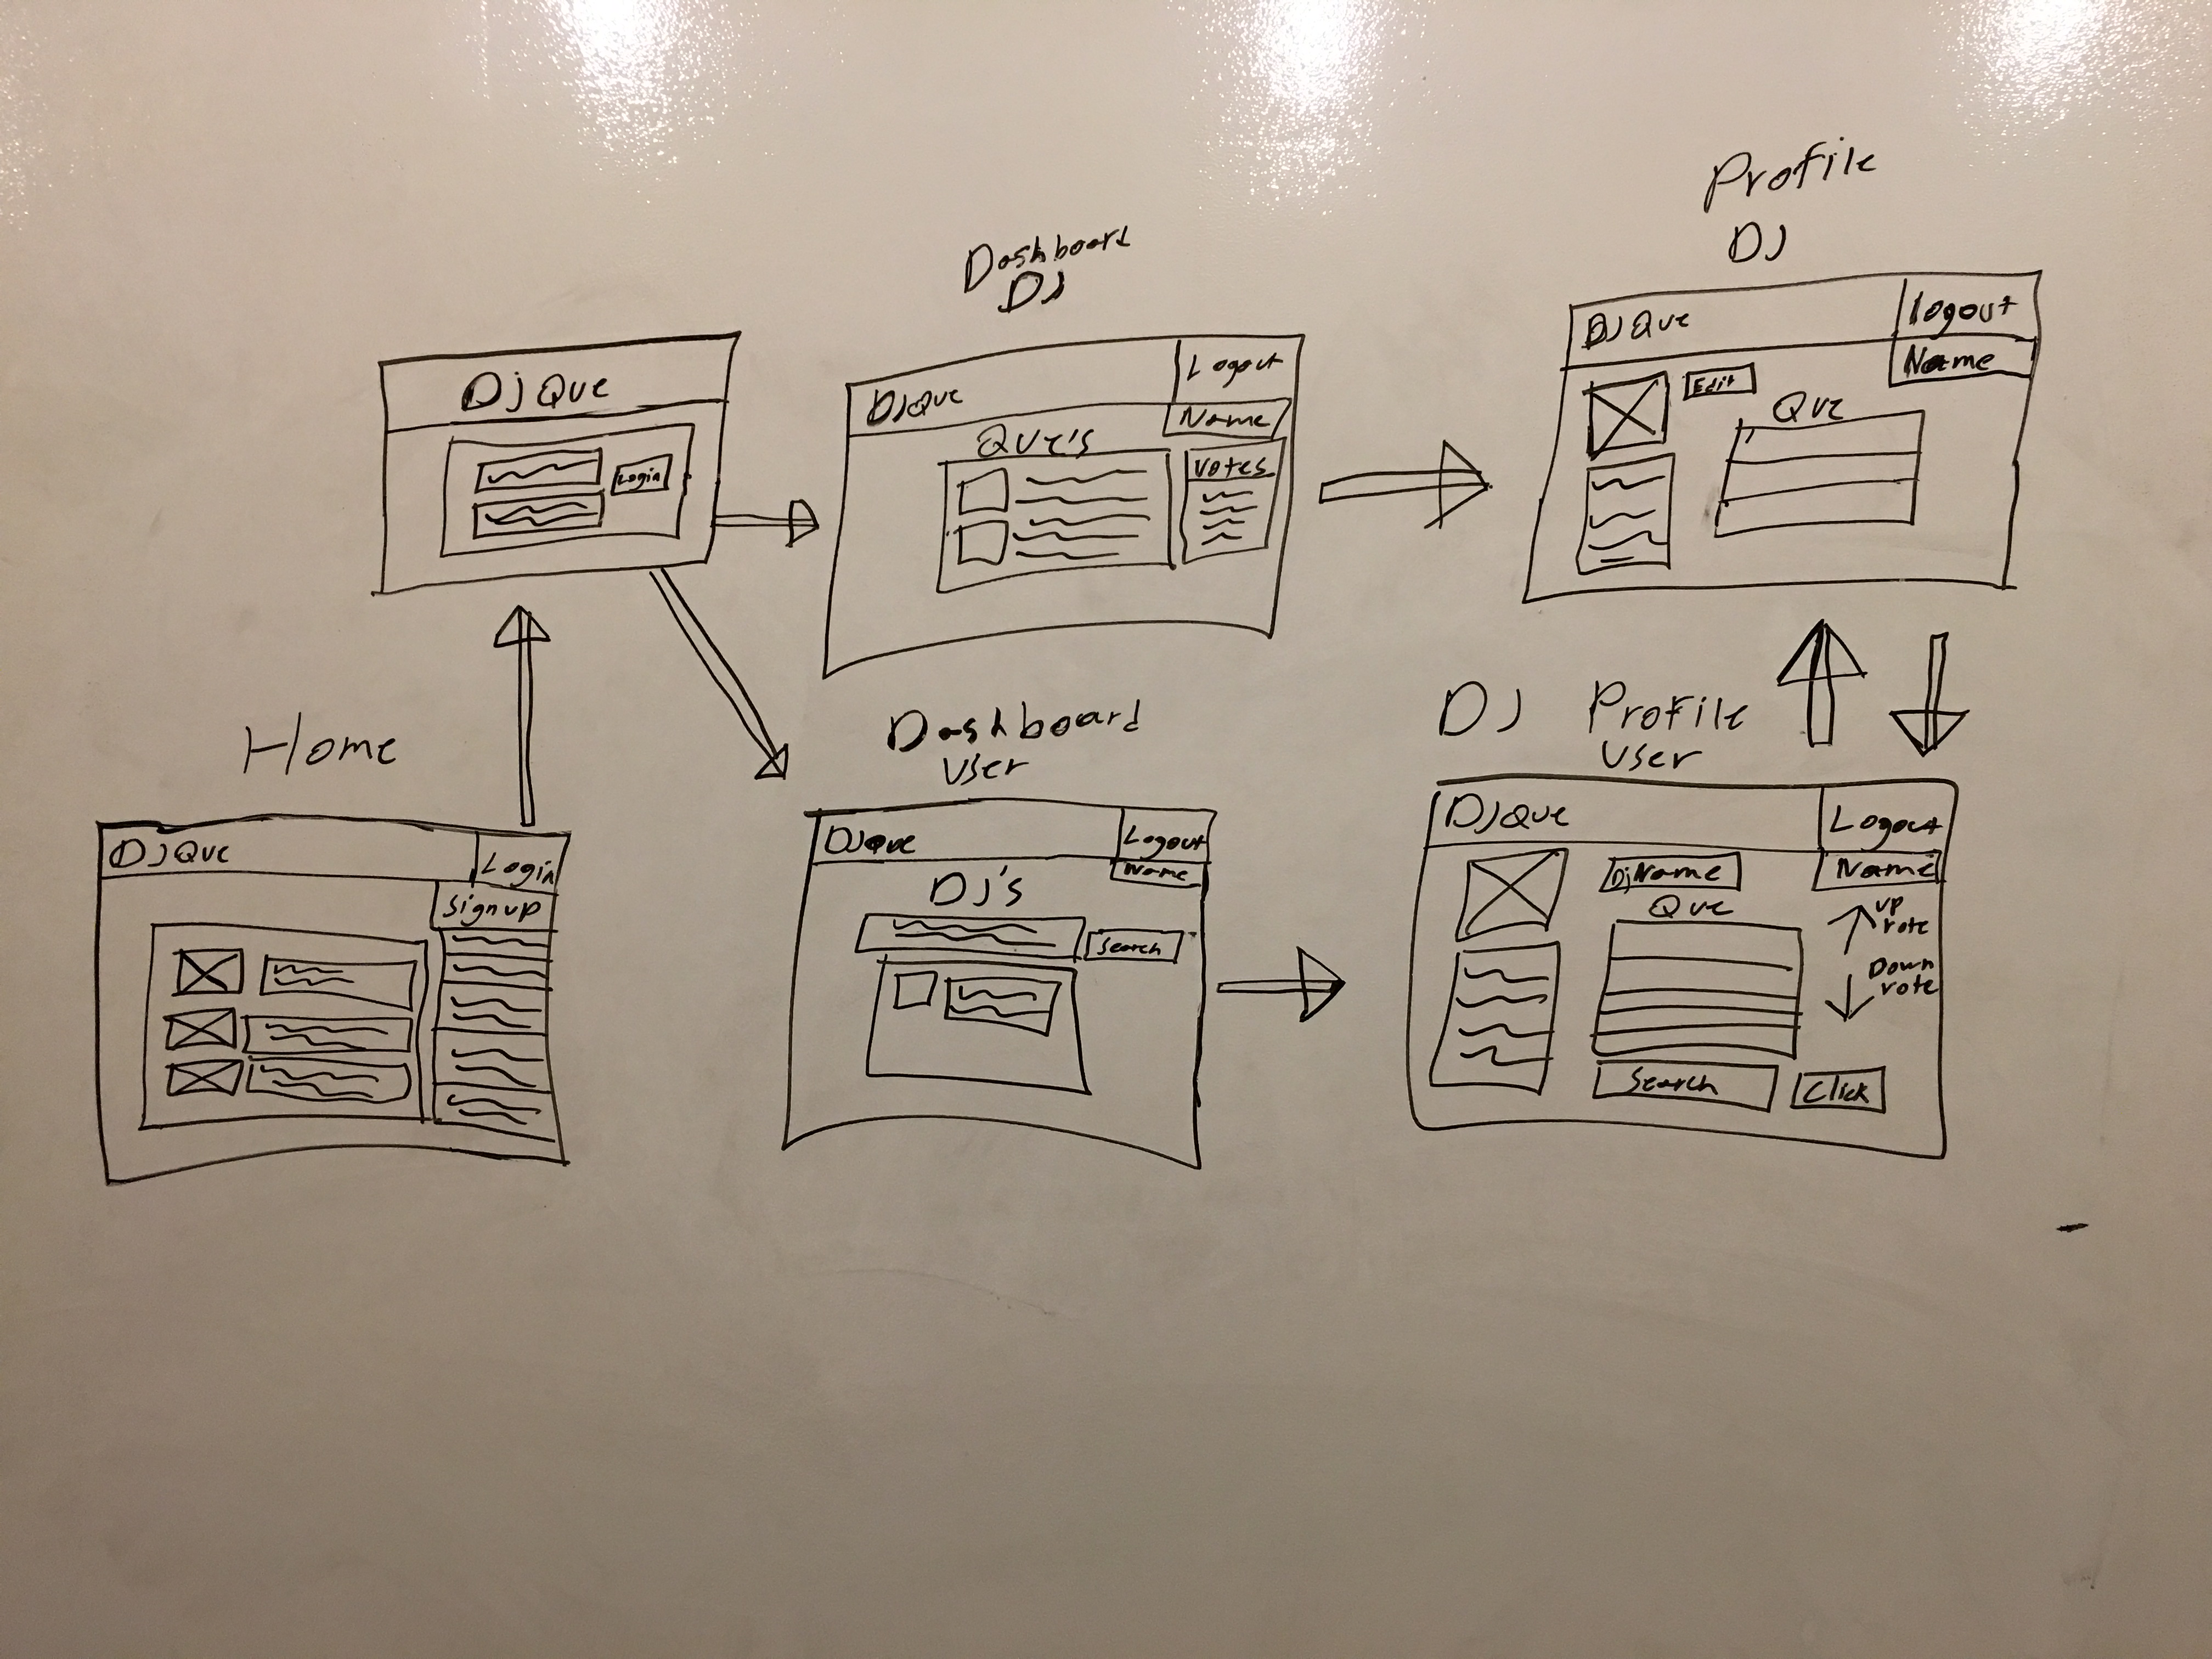 Home
DJ Que
Login
Signup
Dj Que
Login
Dashboard
DJ
DJQue
Logout
Name
Que's
Votes
Dashboard
User
DJQue
Logout
Name
DJ's
Search
Profile
DJ
DJ Que
Logout
Name
Edit
Que
DJ Profile
User
DJQue
Logout
Name
Dj Name
Que
up
vote
Down
vote
Search
Click